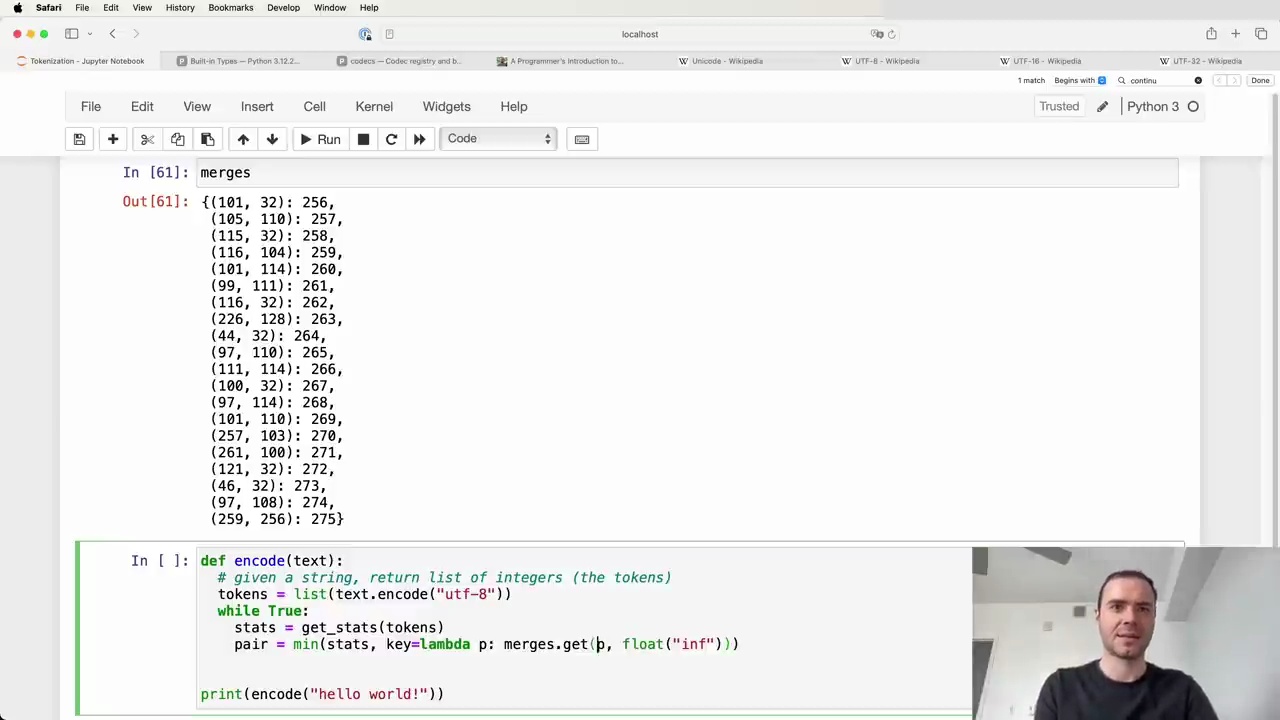 Safari File Edit View History Bookmarks Develop Window Help
localhost
Tokenization - Jupyter Notebook
Built-in Types — Python 3.12.2...
codecs — Codec registry and b...
A Programmer's Introduction to...
Unicode - Wikipedia
UTF-8 - Wikipedia
UTF-16 - Wikipedia
UTF-32 - Wikipedia
1 match Begins with continu Done
File Edit View Insert Cell Kernel Widgets Help Trusted Python 3
Run Code
In [61]: merges
Out[61]: {(101, 32): 256,
(105, 110): 257,
(115, 32): 258,
(116, 104): 259,
(101, 114): 260,
(99, 111): 261,
(116, 32): 262,
(226, 128): 263,
(44, 32): 264,
(97, 110): 265,
(111, 114): 266,
(100, 32): 267,
(97, 114): 268,
(101, 110): 269,
(257, 103): 270,
(261, 100): 271,
(121, 32): 272,
(46, 32): 273,
(97, 108): 274,
(259, 256): 275}
In [ ]: def encode(text):
# given a string, return list of integers (the tokens)
tokens = list(text.encode("utf-8"))
while True:
stats = get_stats(tokens)
pair = min(stats, key=lambda p: merges.get(p, float("inf")))
print(encode("hello world!"))